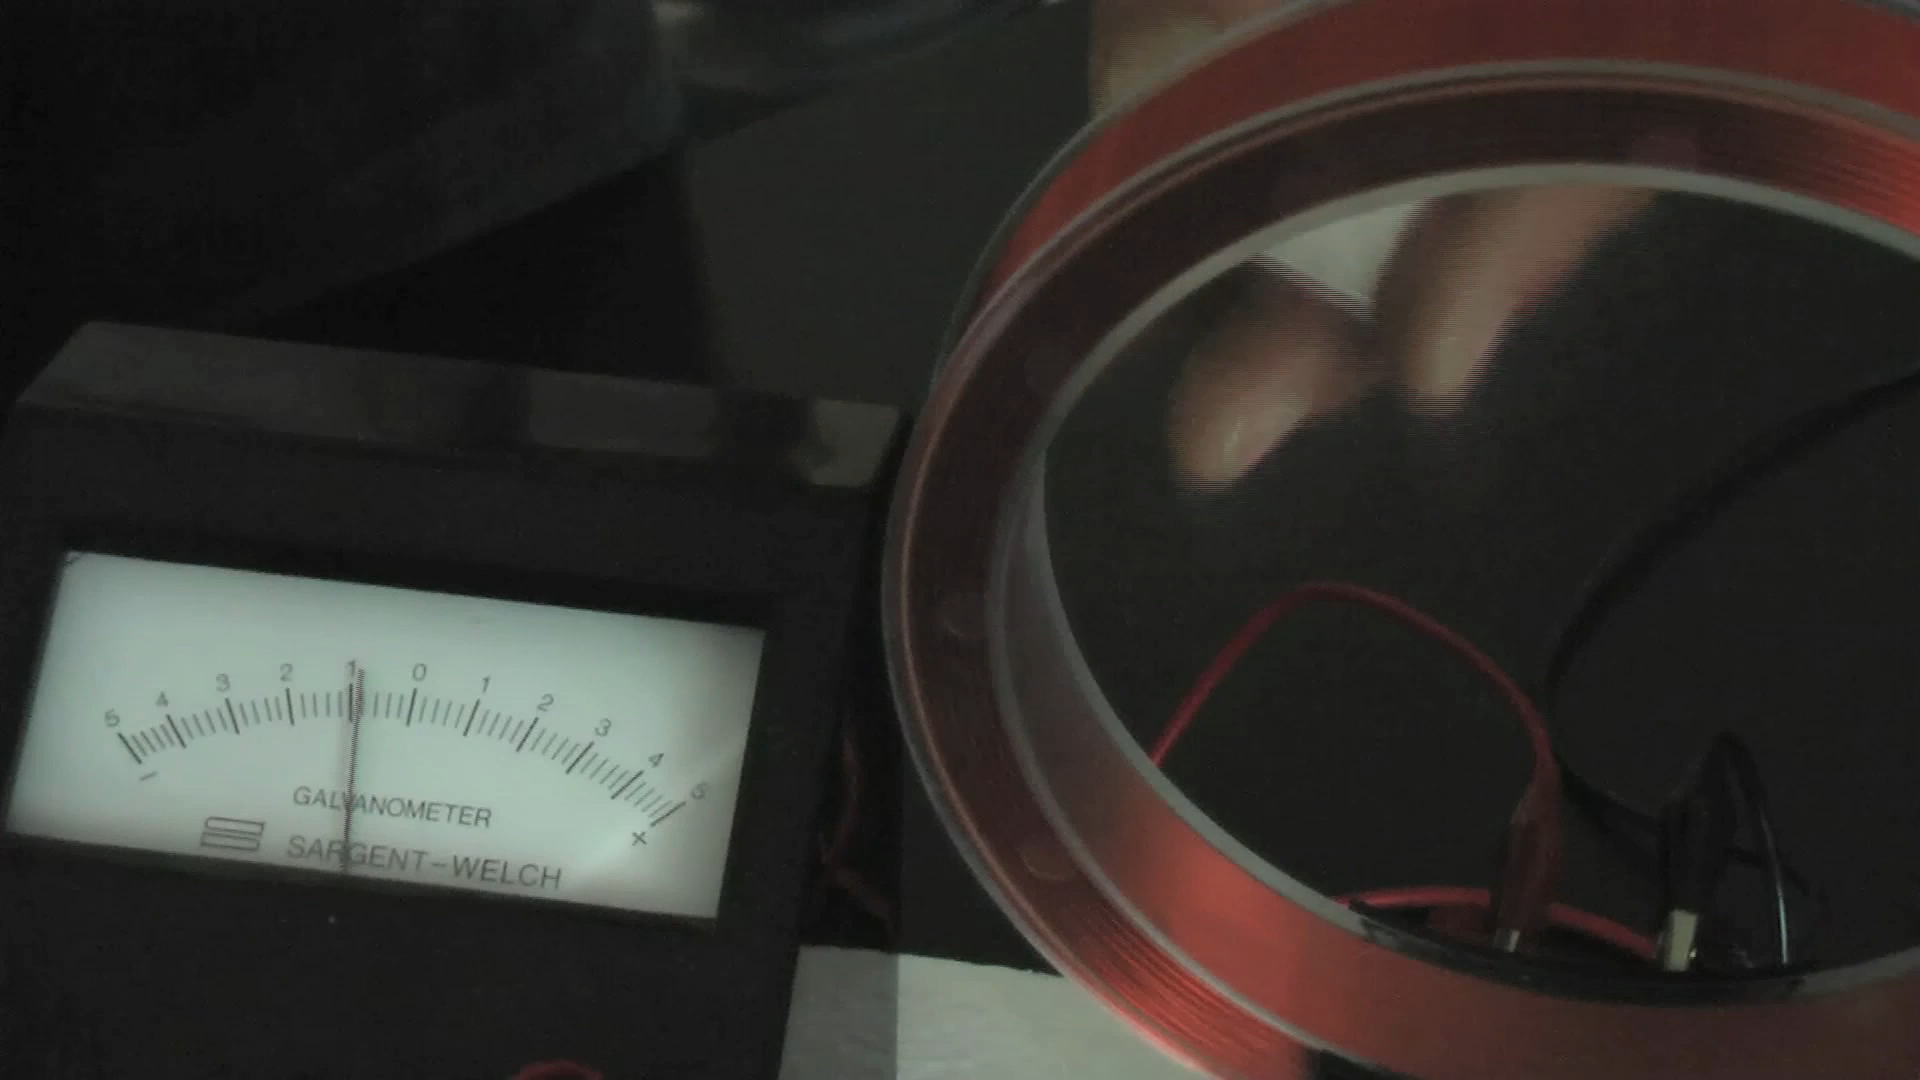 5 4 3 2 1 0 1 2 3 4 5
− +
GALVANOMETER
SARGENT-WELCH